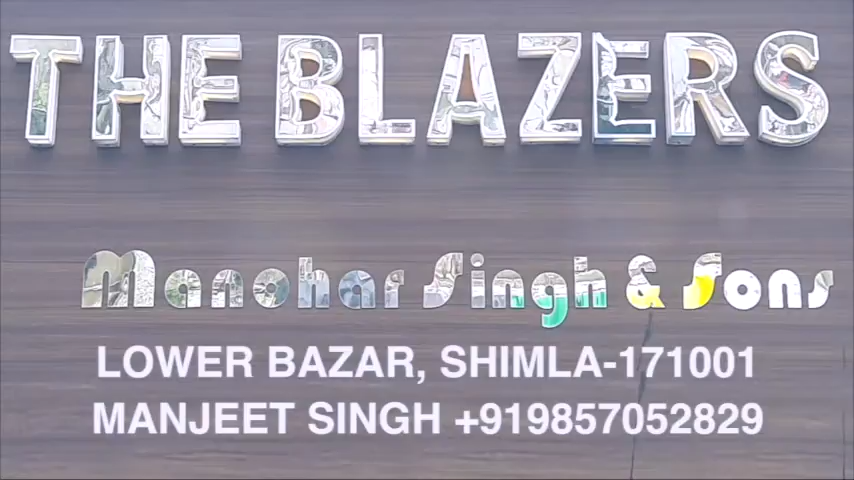 THE BLAZERS
Manohar Singh & Sons
LOWER BAZAR, SHIMLA-171001
MANJEET SINGH +919857052829